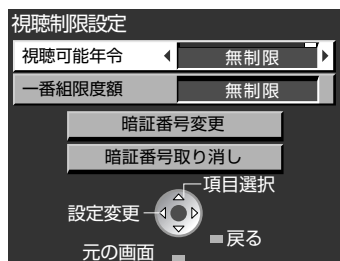 視聴制限設定
視聴可能年令 無制限
一番組限度額 無制限
暗証番号変更
暗証番号取り消し
項目選択
設定変更
戻る
元の画面